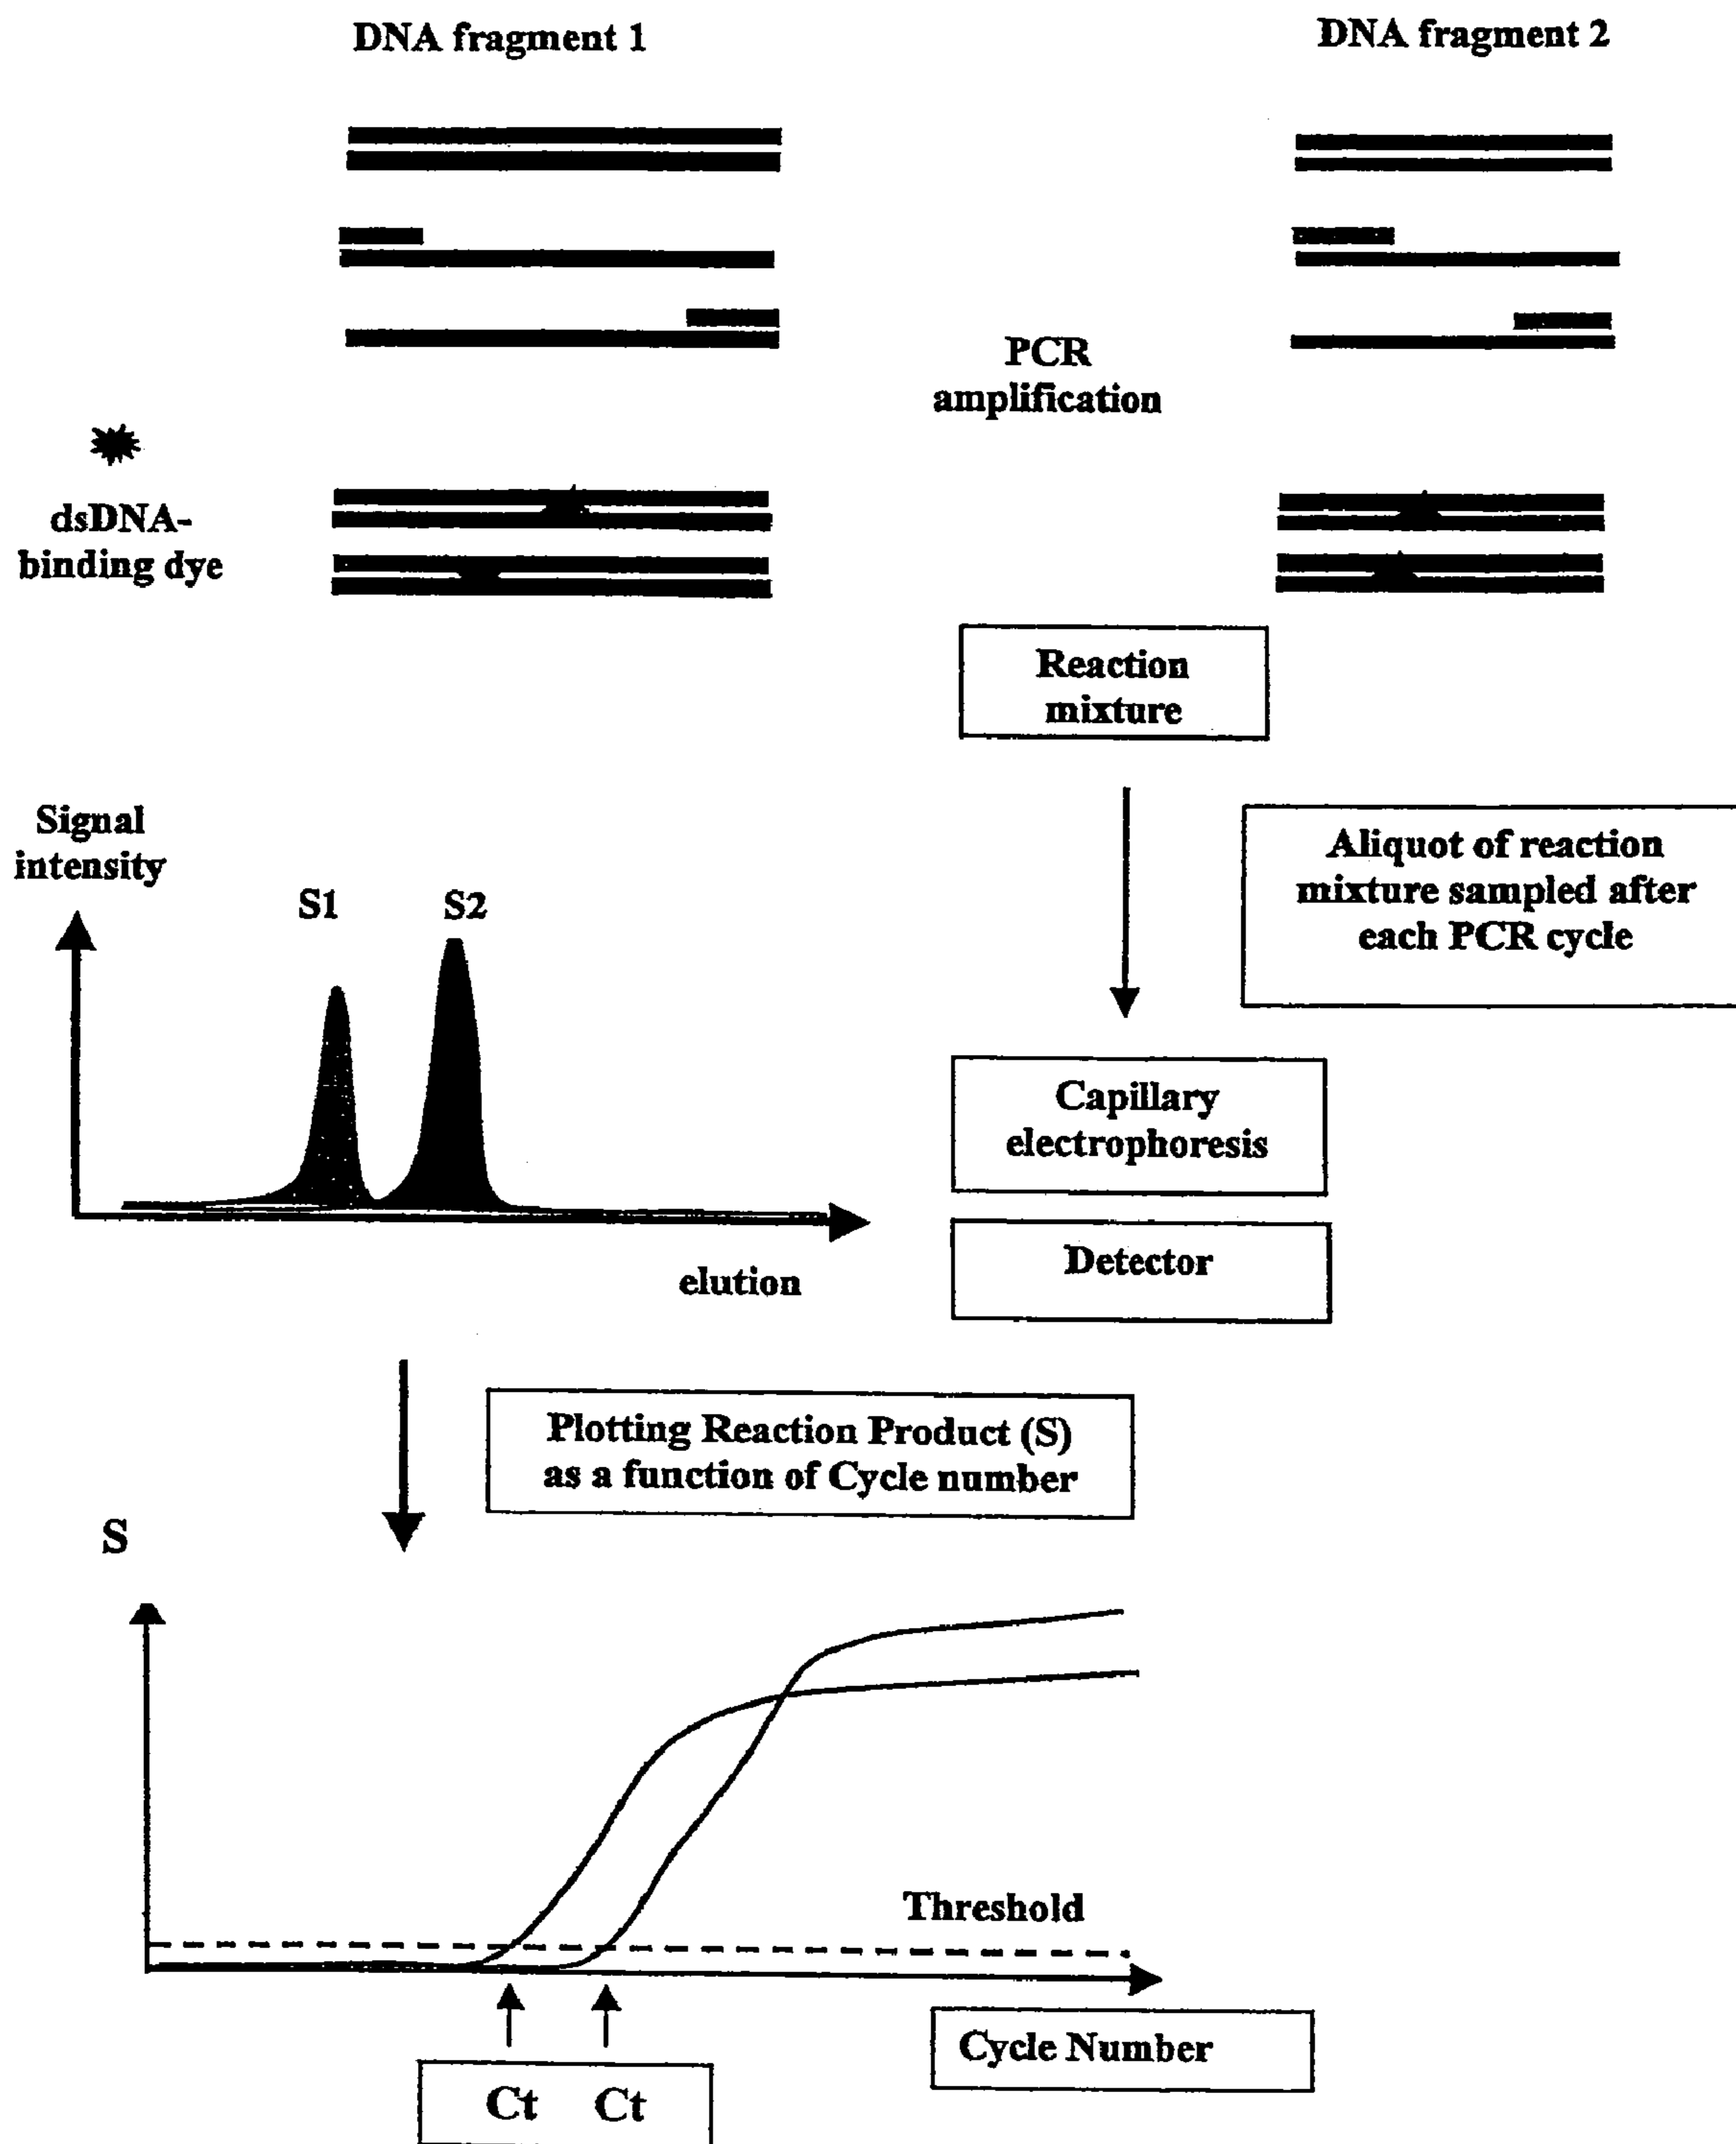 DNA fragment 1
DNA fragment 2
PCR
amplification
dsDNA-
binding dye
Reaction
mixture
Signal
intensity
S1
S2
Aliquot of reaction
mixture sampled after
each PCR cycle
Capillary
electrophoresis
Detector
elution
Plotting Reaction Product (S)
as a function of Cycle number
S
Threshold
Cycle Number
Ct Ct